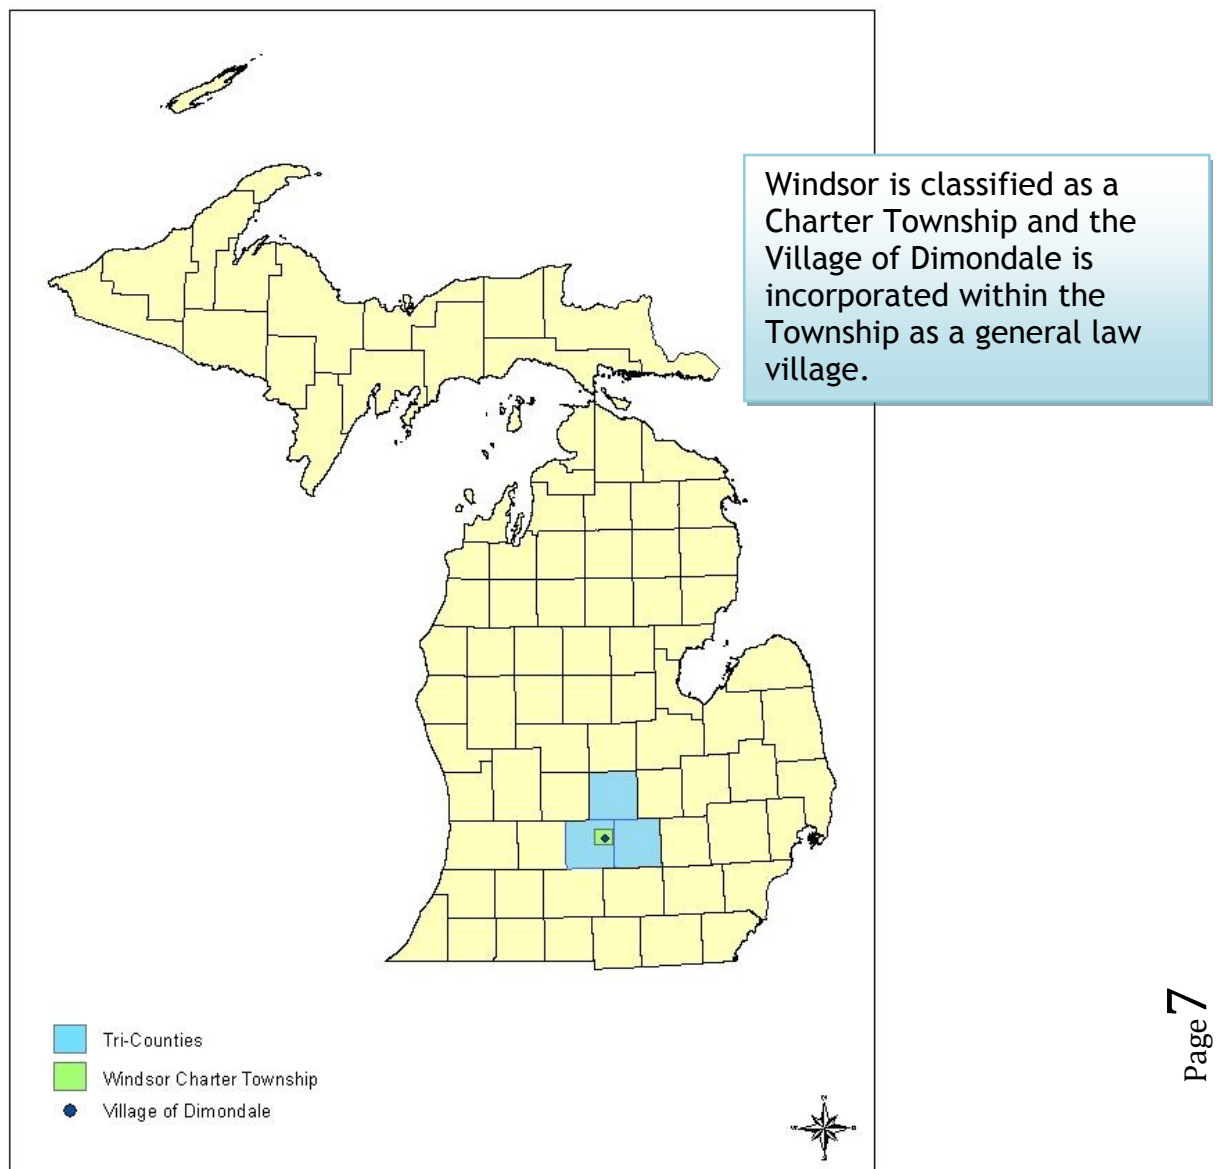 Windsor is classified as a
Charter Township and the
Village of Dimondale is
incorporated within the
Township as a general law
village.
Tri-Counties
Windsor Charter Township
Village of Dimondale
Page 7